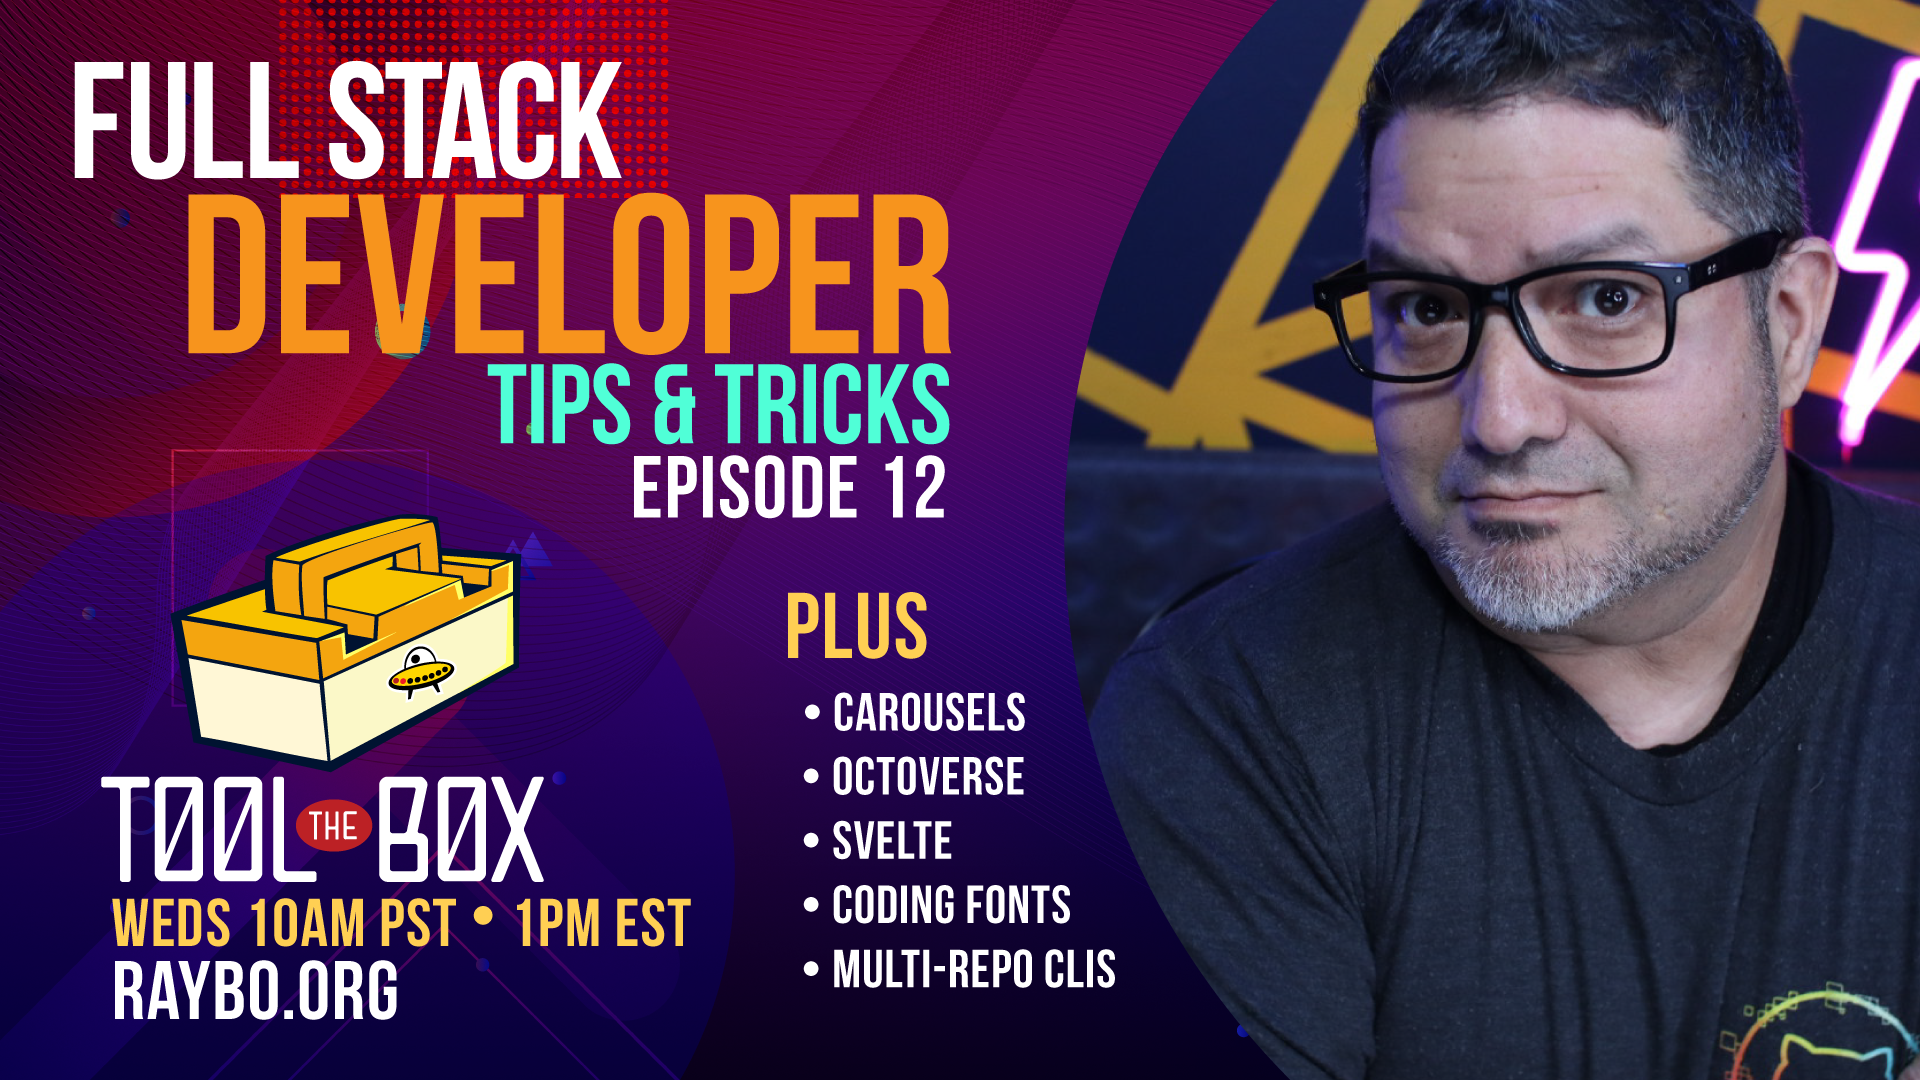 FULL STACK
DEVELOPER
TIPS & TRICKS
EPISODE 12
TOOL THE BOX
WEDS 10AM PST • 1PM EST
RAYBO.ORG
PLUS
• CAROUSELS
• OCTOVERSE
• SVELTE
• CODING FONTS
• MULTI-REPO CLIS